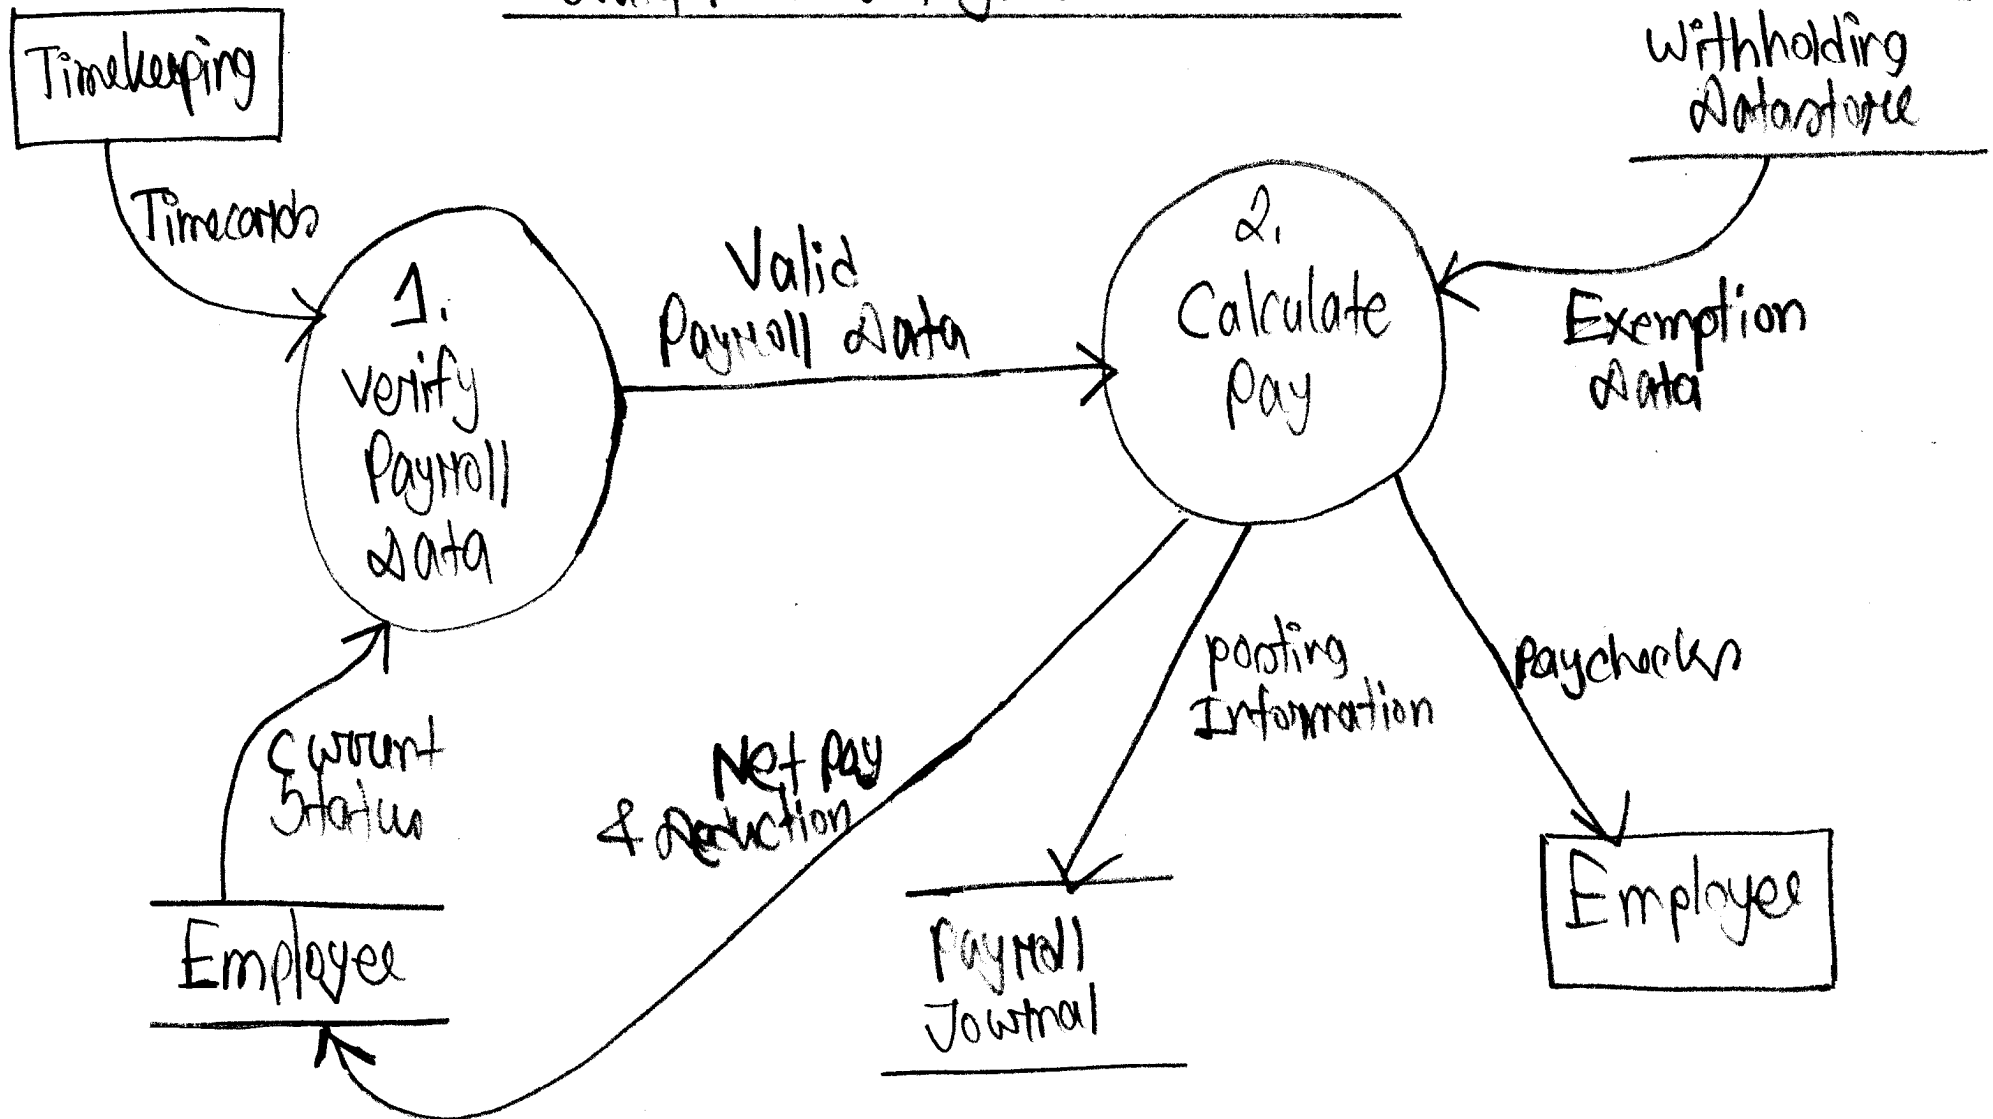 Timekeeping
Withholding
Datastore
Timecards
1.
Verify
Payroll
Data
Valid
Payroll Data
2.
Calculate
Pay
Exemption
Data
Current
Status
Net Pay
& Deduction
Posting
Information
Paychecks
Employee
Payroll
Journal
Employee